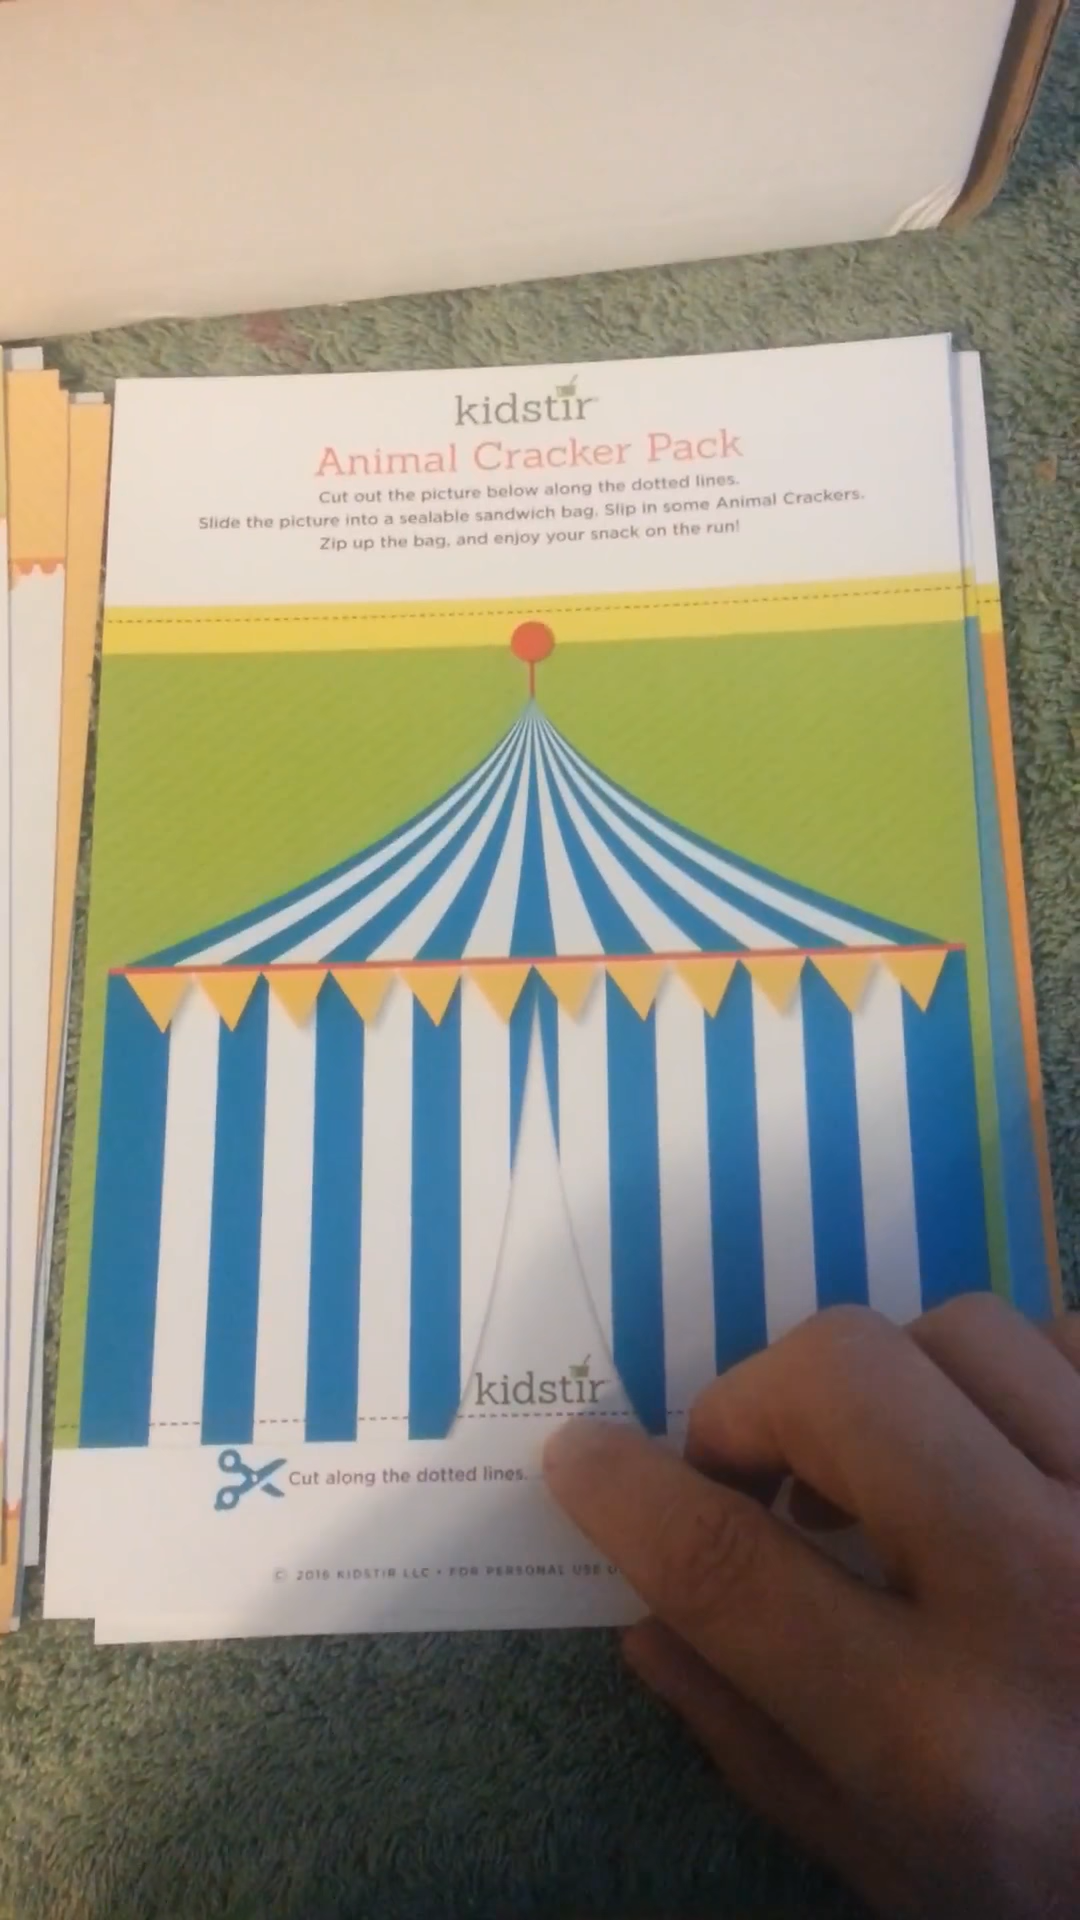 kidstir
Animal Cracker Pack
Cut out the picture below along the dotted lines.
Slide the picture into a sealable sandwich bag. Slip in some Animal Crackers.
Zip up the bag, and enjoy your snack on the run!
kidstir
Cut along the dotted lines.
© 2016 KIDSTIR LLC • FOR PERSONAL USE